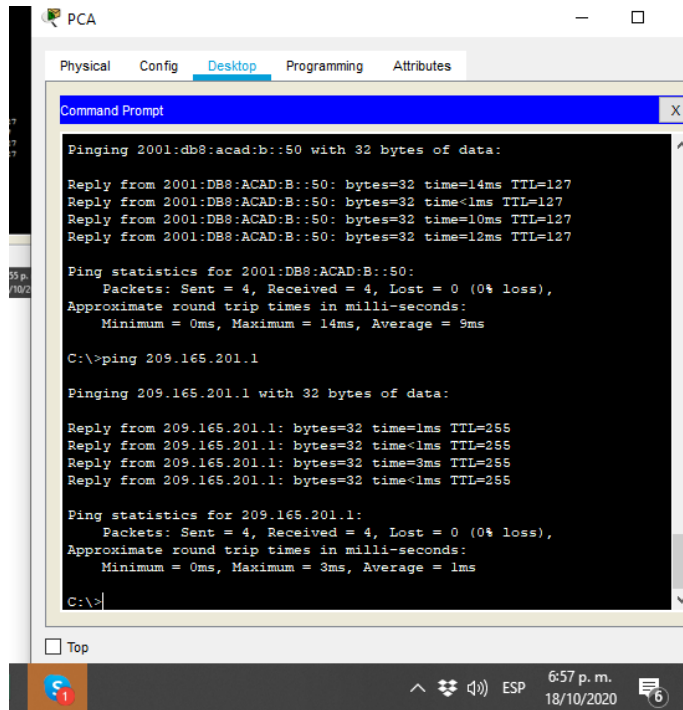 PCA
Physical Config Desktop Programming Attributes
Command Prompt
X
Pinging 2001:db8:acad:b::50 with 32 bytes of data:
Reply from 2001:DB8:ACAD:B::50: bytes=32 time=14ms TTL=127
Reply from 2001:DB8:ACAD:B::50: bytes=32 time<1ms TTL=127
Reply from 2001:DB8:ACAD:B::50: bytes=32 time=10ms TTL=127
Reply from 2001:DB8:ACAD:B::50: bytes=32 time=12ms TTL=127
Ping statistics for 2001:DB8:ACAD:B::50:
Packets: Sent = 4, Received = 4, Lost = 0 (0% loss),
Approximate round trip times in milli-seconds:
Minimum = 0ms, Maximum = 14ms, Average = 9ms
C:\>ping 209.165.201.1
Pinging 209.165.201.1 with 32 bytes of data:
Reply from 209.165.201.1: bytes=32 time=1ms TTL=255
Reply from 209.165.201.1: bytes=32 time<1ms TTL=255
Reply from 209.165.201.1: bytes=32 time=3ms TTL=255
Reply from 209.165.201.1: bytes=32 time<1ms TTL=255
Ping statistics for 209.165.201.1:
Packets: Sent = 4, Received = 4, Lost = 0 (0% loss),
Approximate round trip times in milli-seconds:
Minimum = 0ms, Maximum = 3ms, Average = 1ms
C:\>
Top
S
1
ESP
6:57 p. m.
18/10/2020
6